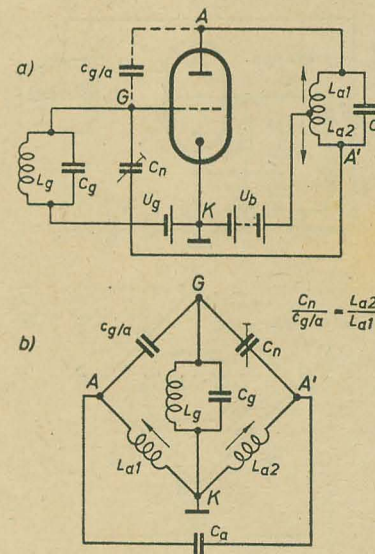 A
a)
c g/a
G
L a1
L a2
C
A'
L g
C g
C n
U g
K
U b
G
C n / c g/a = L a2 / L a1
b)
c g/a
C n
A
A'
L g
C g
L a1
L a2
K
C a